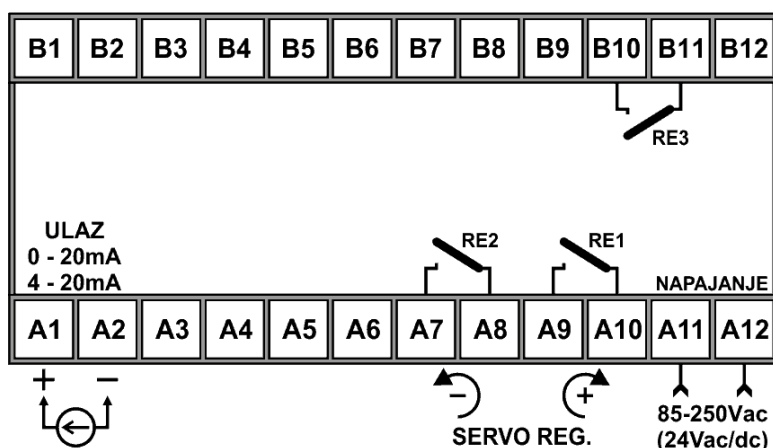 B1 B2 B3 B4 B5 B6 B7 B8 B9 B10 B11 B12
RE3
ULAZ
0 - 20mA
4 - 20mA
RE2
RE1
NAPAJANJE
A1 A2 A3 A4 A5 A6 A7 A8 A9 A10 A11 A12
+ −
− +
SERVO REG.
85-250Vac
(24Vac/dc)